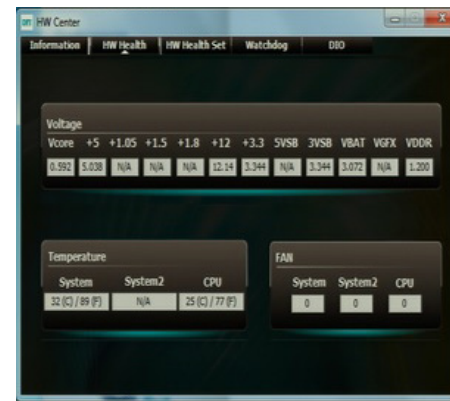 DFI HW Center
Information HW Health HW Health Set Watchdog DIO
Voltage
Vcore +5 +1.05 +1.5 +1.8 +12 +3.3 5VSB 3VSB VBAT VGFX VDDR
0.592 5.038 N/A N/A N/A 12.14 3.344 N/A 3.344 3.072 N/A 1.200
Temperature
System System2 CPU
32 (C) / 89 (F) N/A 25 (C) / 77 (F)
FAN
System System2 CPU
0 0 0